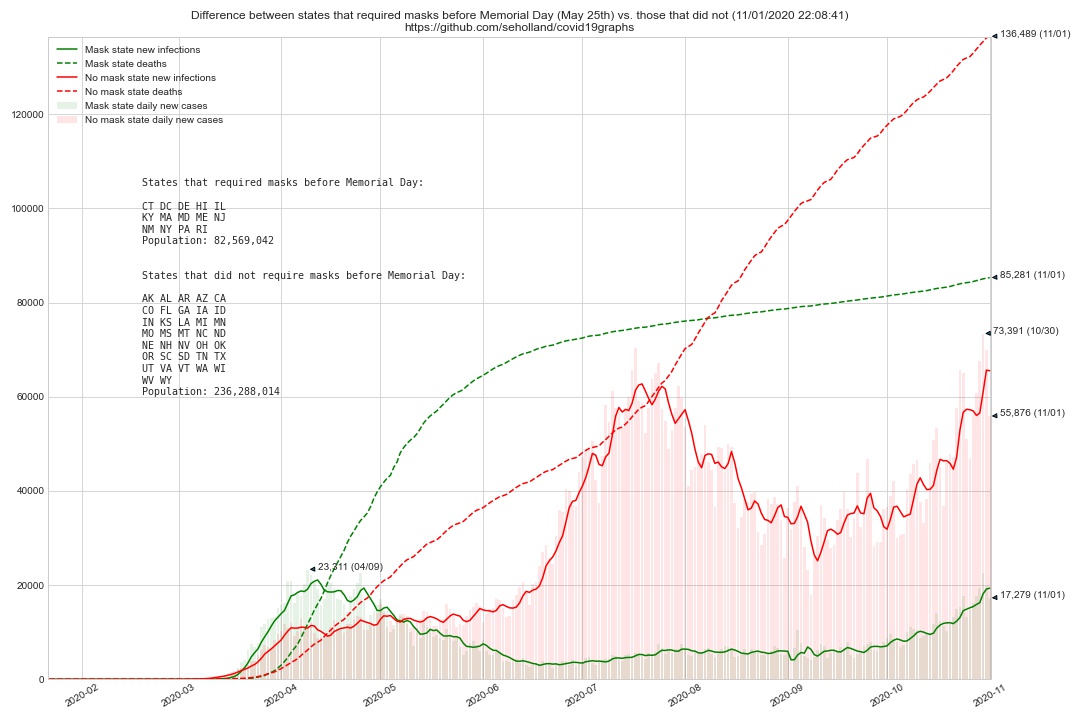 Difference between states that required masks before Memorial Day (May 25th) vs. those that did not (11/01/2020 22:08:41)
https://github.com/seholland/covid19graphs
Mask state new infections
Mask state deaths
No mask state new infections
No mask state deaths
Mask state daily new cases
No mask state daily new cases
136,489 (11/01)
120000
States that required masks before Memorial Day:
CT DC DE HI IL
KY MA MD ME NJ
NM NY PA RI
Population: 82,569,042
100000
States that did not require masks before Memorial Day:
AK AL AR AZ CA
CO FL GA IA ID
IN KS LA MI MN
MO MS MT NC ND
NE NH NV OH OK
OR SC SD TN TX
UT VA VT WA WI
WV WY
Population: 236,288,014
85,281 (11/01)
80000
73,391 (10/30)
60000
55,876 (11/01)
40000
23,311 (04/09)
20000
17,279 (11/01)
0
2020-02
2020-03
2020-04
2020-05
2020-06
2020-07
2020-08
2020-09
2020-10
2020-11